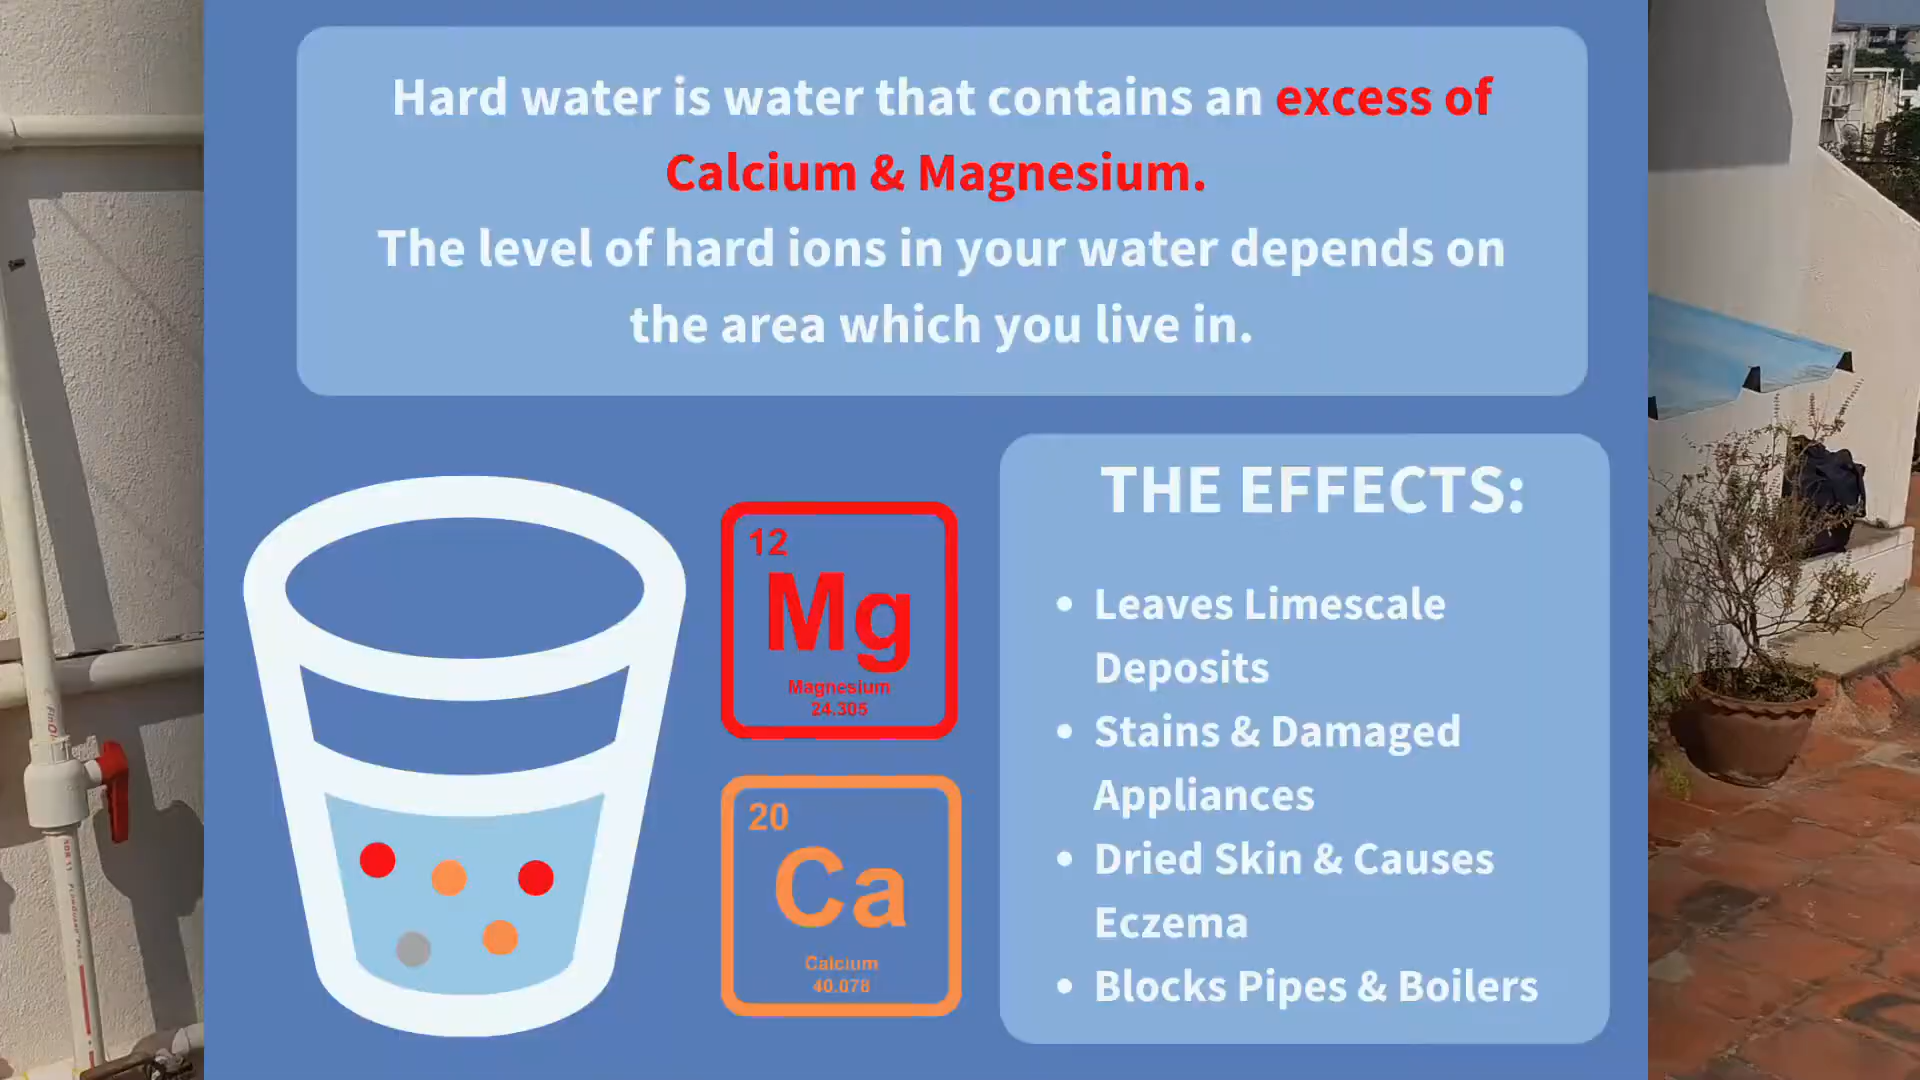 Hard water is water that contains an excess of
Calcium & Magnesium.
The level of hard ions in your water depends on
the area which you live in.
12
Mg
Magnesium
24.305
20
Ca
Calcium
40.078
THE EFFECTS:
• Leaves Limescale
Deposits
• Stains & Damaged
Appliances
• Dried Skin & Causes
Eczema
• Blocks Pipes & Boilers